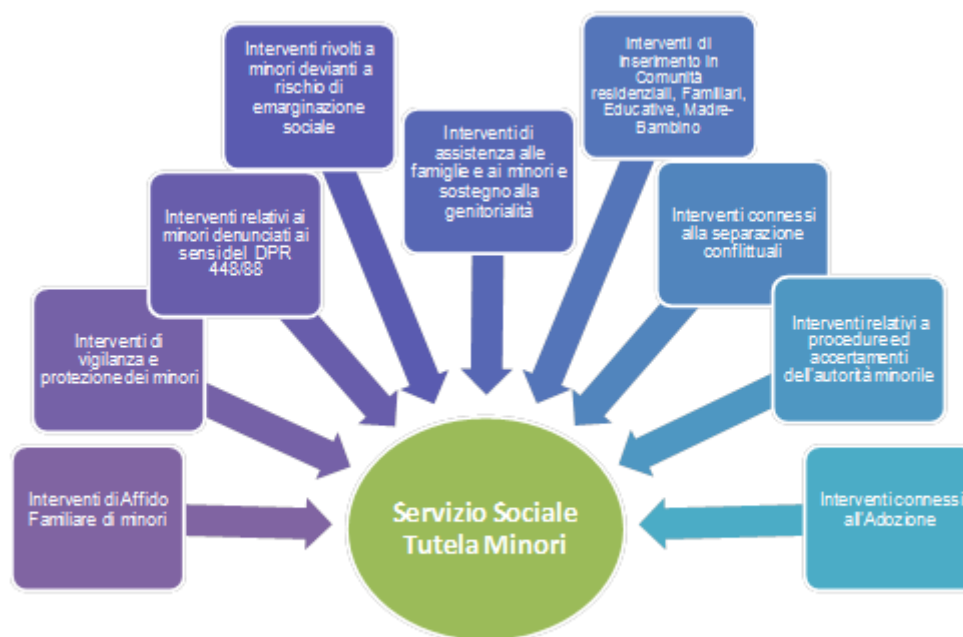 Interventi di Affido
Familiare di minori
Interventi di
vigilanza e
protezione dei minori
Interventi relativi ai
minori denunciati ai
sensi del DPR
448/88
Interventi rivolti a
minori devianti a
rischio di
emarginazione
sociale
Interventi di
assistenza alle
famiglie e ai minori e
sostegno alla
genitorialità
Interventi di
Inserimento in
Comunità
residenziali, Familiari,
Educative, Madre-
Bambino
Interventi connessi
alla separazione
conflittuali
Interventi relativi a
procedure ed
accertamenti
dell'autorità minorile
Interventi connessi
all'Adozione
Servizio Sociale
Tutela Minori